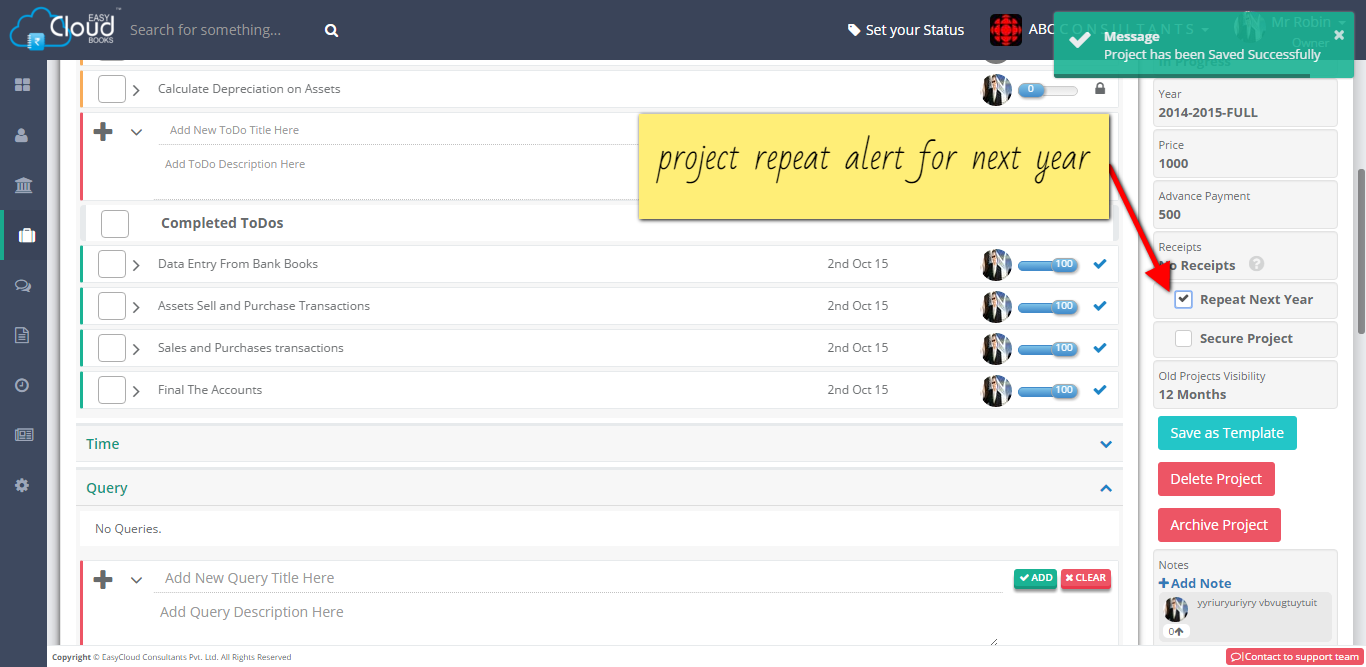 EASY
Cloud
BOOKS
™
Search for something...
Set your Status
ABC CONSULTANTS
Mr Robin
Owner
Message
Project has been Saved Successfully
In Progress
Calculate Depreciation on Assets
0
Add New ToDo Title Here
Add ToDo Description Here
project repeat alert for next year
Completed ToDos
Data Entry From Bank Books 2nd Oct 15 100
Assets Sell and Purchase Transactions 2nd Oct 15 100
Sales and Purchases transactions 2nd Oct 15 100
Final The Accounts 2nd Oct 15 100
Time
Query
No Queries.
Add New Query Title Here
ADD CLEAR
Add Query Description Here
Year
2014-2015-FULL
Price
1000
Advance Payment
500
Receipts
No Receipts ?
Repeat Next Year
Secure Project
Old Projects Visibility
12 Months
Save as Template
Delete Project
Archive Project
Notes
Add Note
yyriuryuriyry vbvugtuytuit
0
Copyright © EasyCloud Consultants Pvt. Ltd. All Rights Reserved
Contact to support team